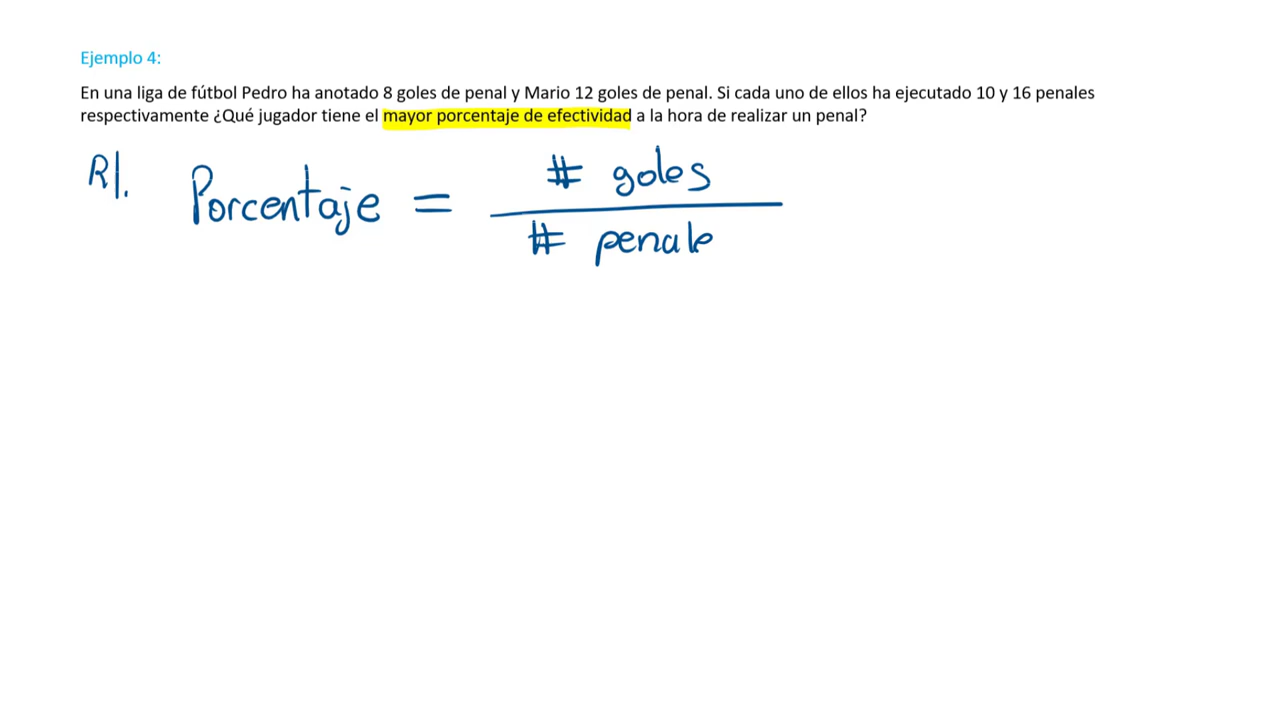 Ejemplo 4:
En una liga de fútbol Pedro ha anotado 8 goles de penal y Mario 12 goles de penal. Si cada uno de ellos ha ejecutado 10 y 16 penales
respectivamente ¿Qué jugador tiene el mayor porcentaje de efectividad a la hora de realizar un penal?
R|. Porcentaje = # goles
# penale